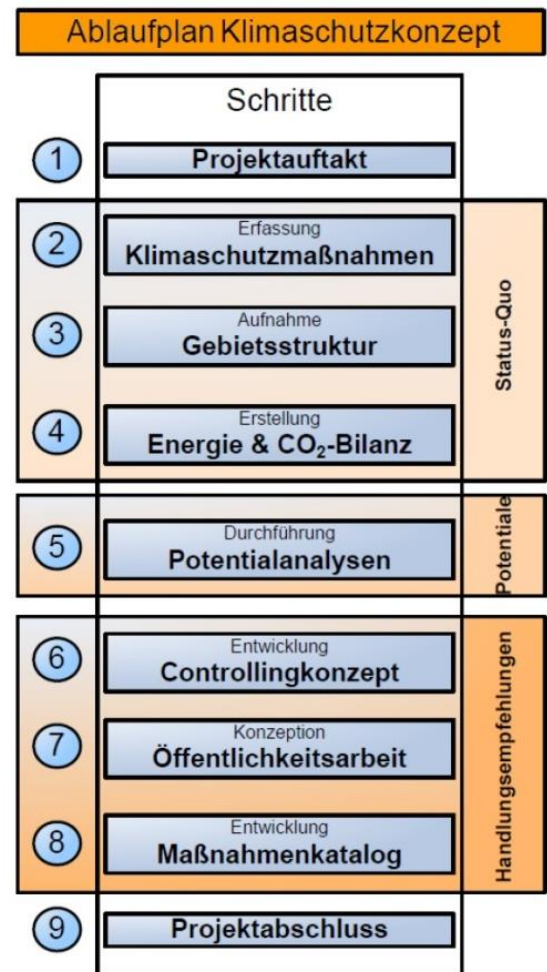 Ablaufplan Klimaschutzkonzept
Schritte
1
Projektauftakt
2
Erfassung
Klimaschutzmaßnahmen
3
Aufnahme
Gebietsstruktur
4
Erstellung
Energie & CO₂-Bilanz
Status-Quo
5
Durchführung
Potentialanalysen
Potentiale
6
Entwicklung
Controllingkonzept
7
Konzeption
Öffentlichkeitsarbeit
8
Entwicklung
Maßnahmenkatalog
Handlungsempfehlungen
9
Projektabschluss